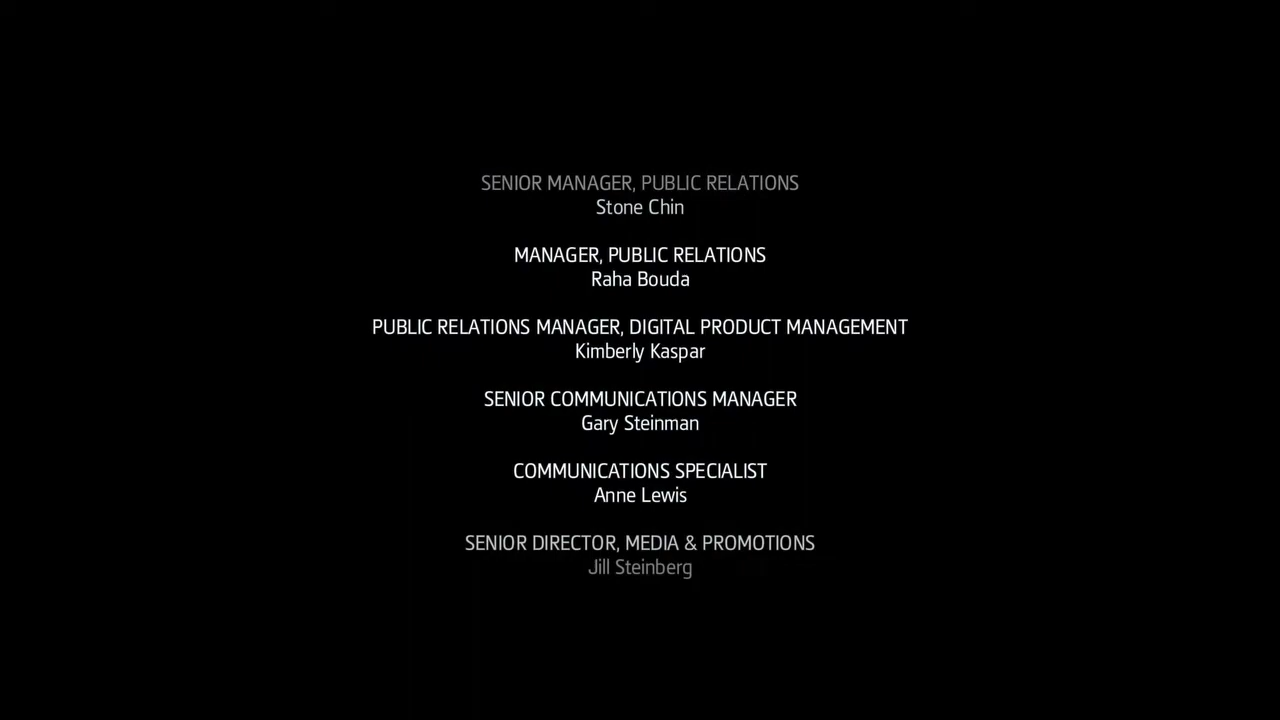 SENIOR MANAGER, PUBLIC RELATIONS
Stone Chin
MANAGER, PUBLIC RELATIONS
Raha Bouda
PUBLIC RELATIONS MANAGER, DIGITAL PRODUCT MANAGEMENT
Kimberly Kaspar
SENIOR COMMUNICATIONS MANAGER
Gary Steinman
COMMUNICATIONS SPECIALIST
Anne Lewis
SENIOR DIRECTOR, MEDIA & PROMOTIONS
Jill Steinberg